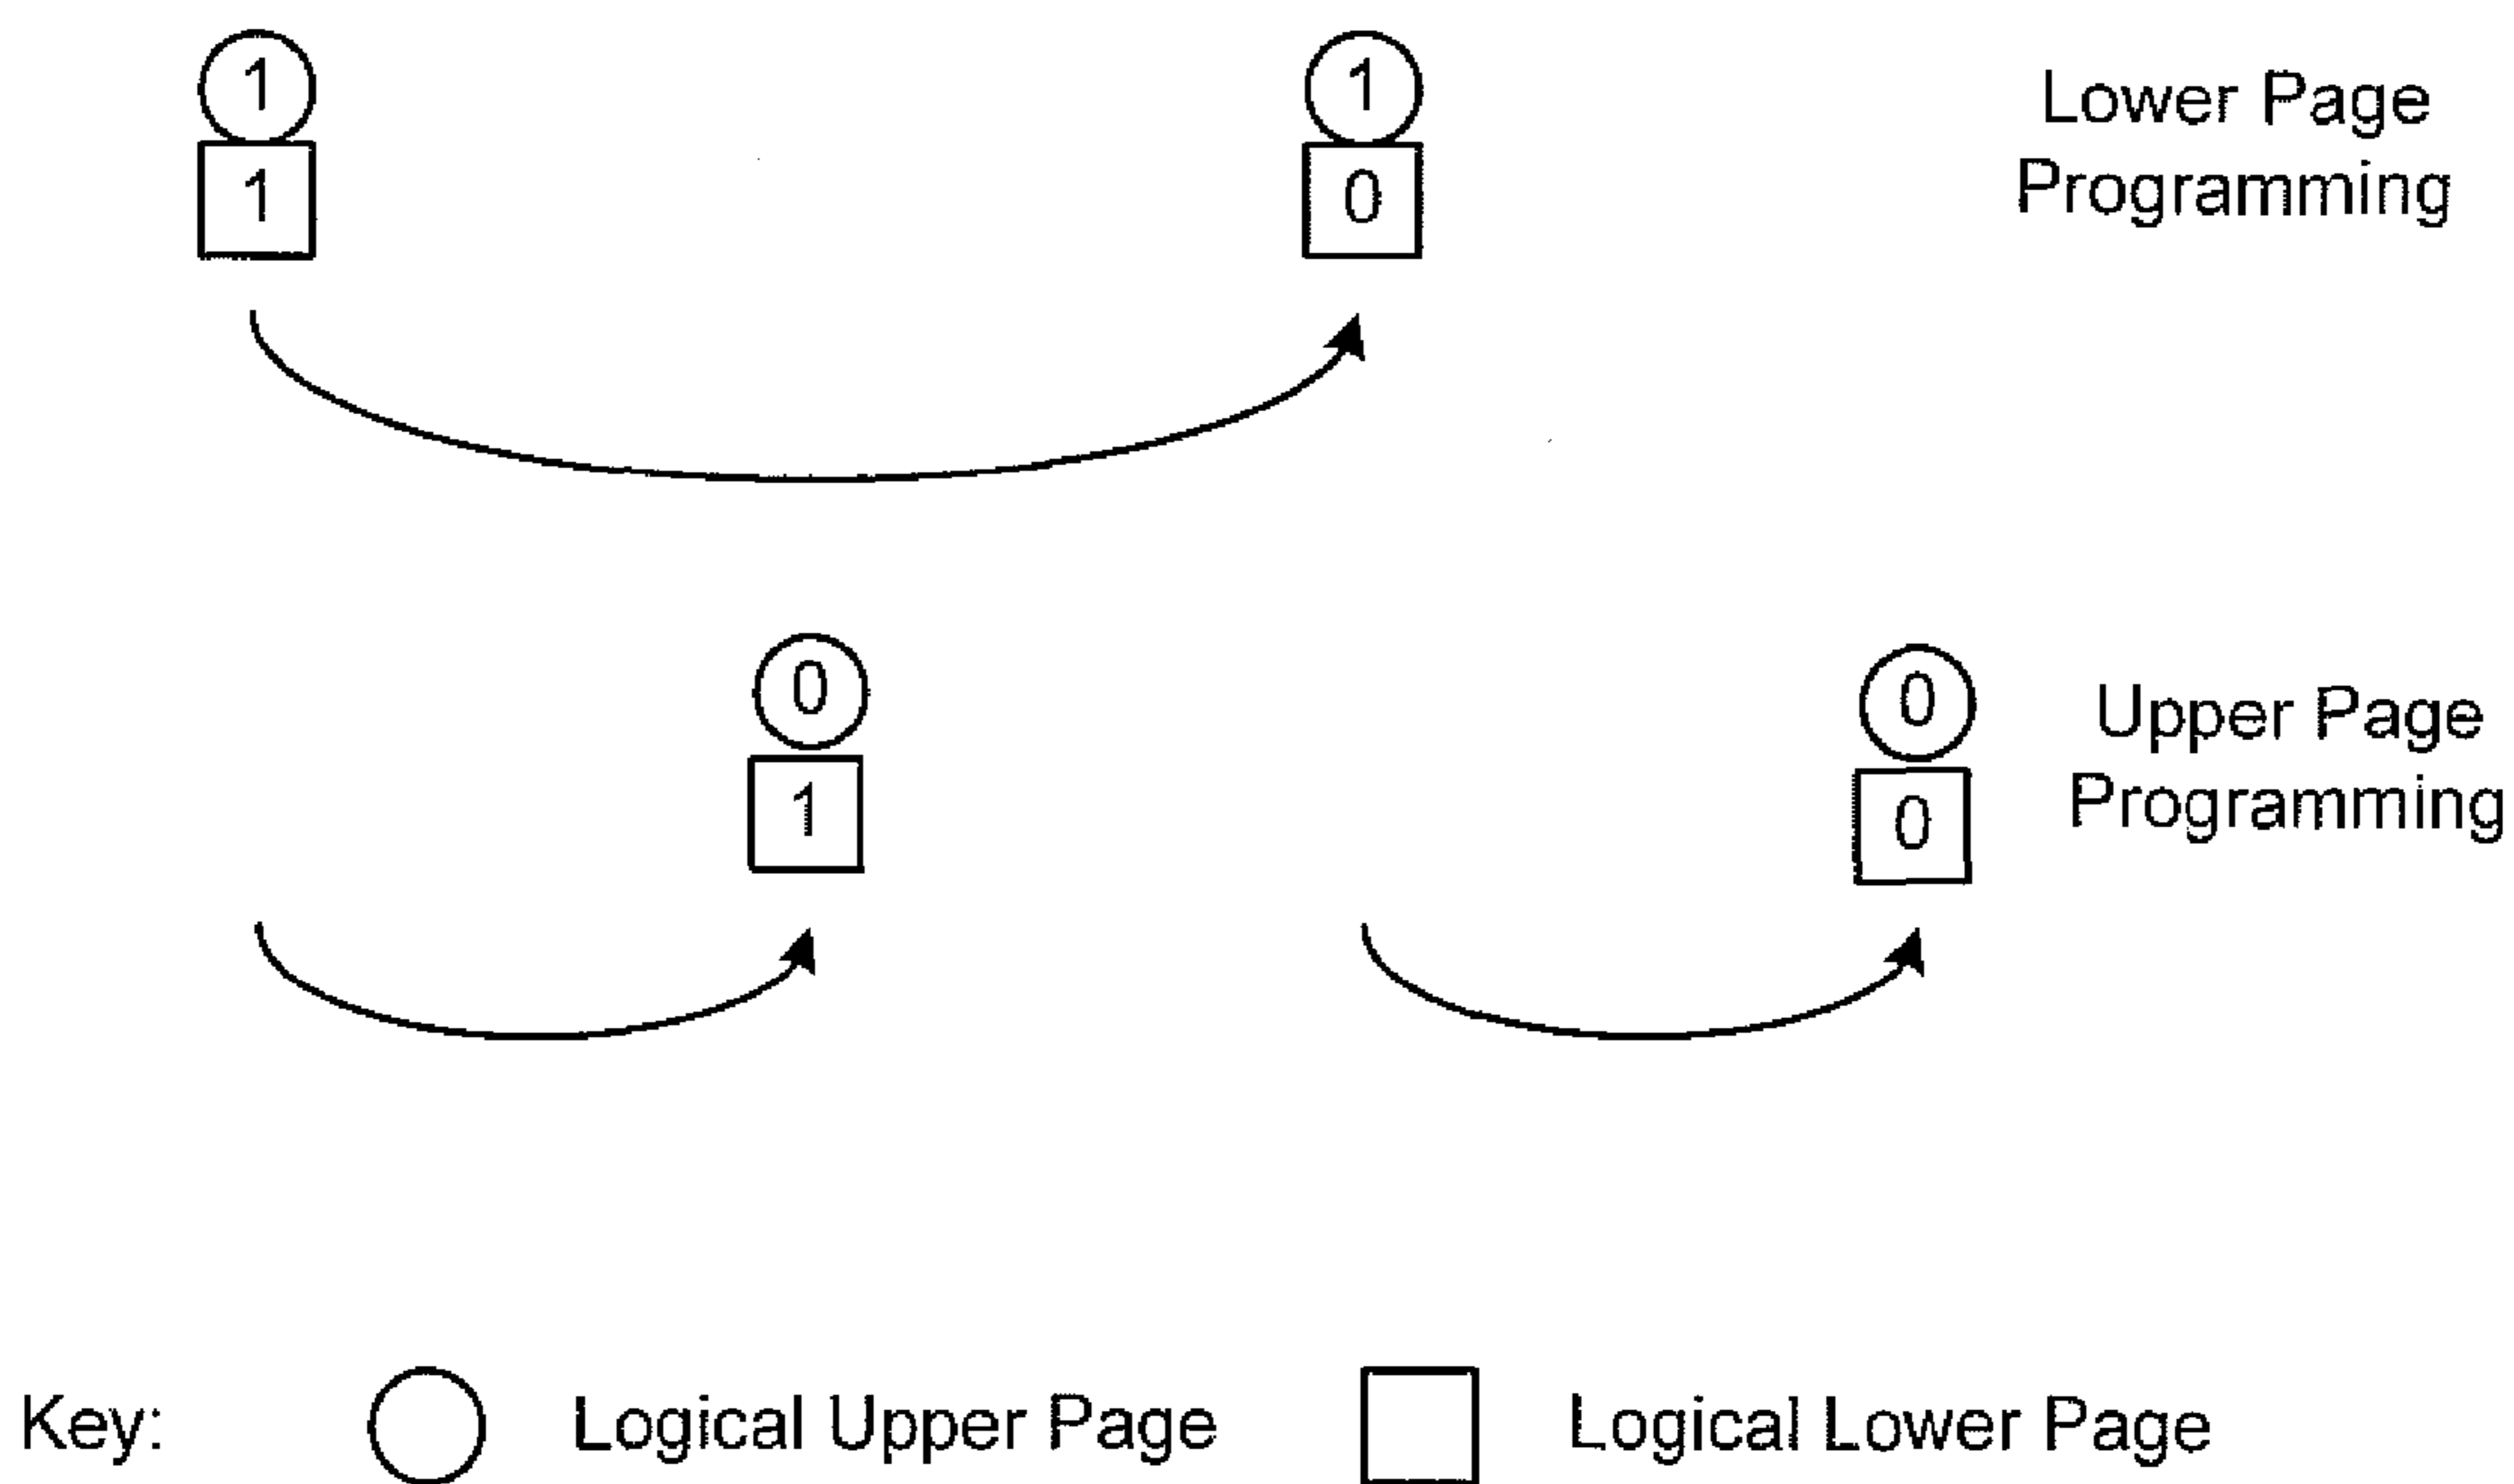 1 1 Lower Page
1 0 Programming
0 0 Upper Page
1 0 Programming
Key: Logical Upper Page Logical Lower Page